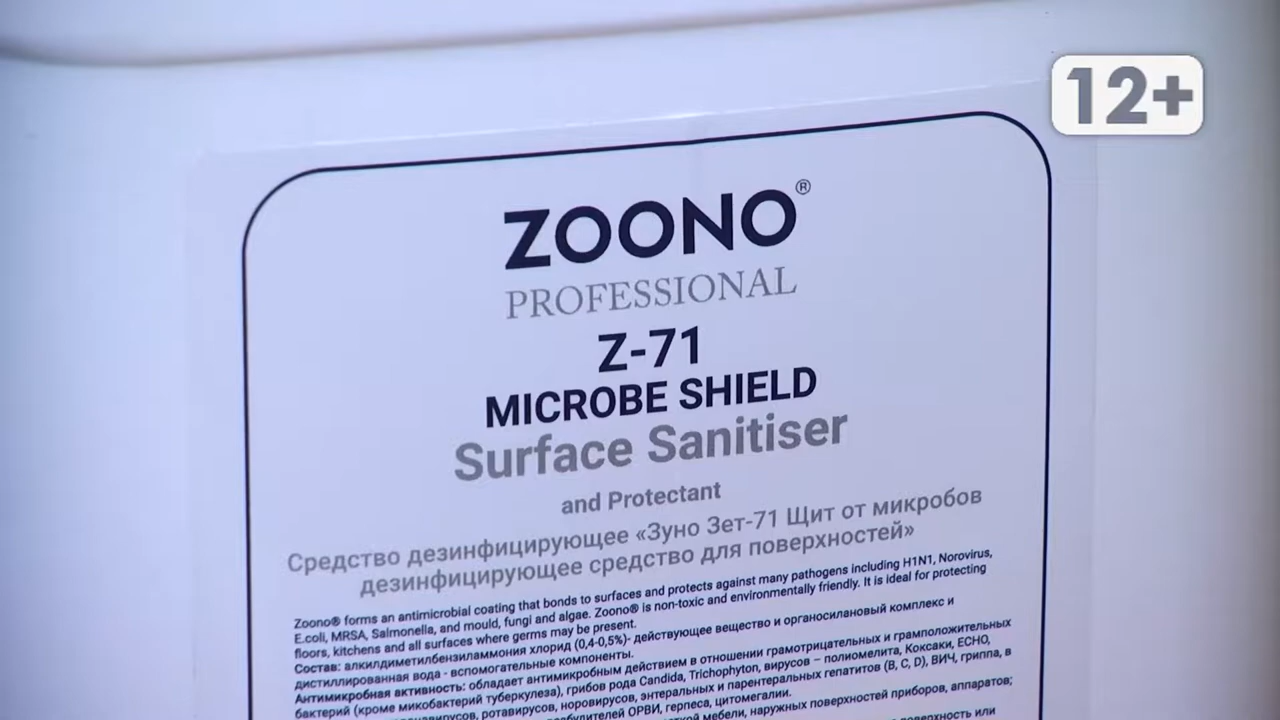 12+
ZOONO®
PROFESSIONAL
Z-71
MICROBE SHIELD
Surface Sanitiser
and Protectant
Средство дезинфицирующее «Зуно Зет-71 Щит от микробов
дезинфицирующее средство для поверхностей»
Zoono® forms an antimicrobial coating that bonds to surfaces and protects against many pathogens including H1N1, Norovirus,
E.coli, MRSA, Salmonella, and mould, fungi and algae. Zoono® is non-toxic and environmentally friendly. It is ideal for protecting
floors, kitchens and all surfaces where germs may be present.
Состав: алкилдиметилбензиламмония хлорид (0,4-0,5%)- действующее вещество и органосилановый комплекс и
дистиллированная вода - вспомогательные компоненты.
Антимикробная активность: обладает антимикробным действием в отношении грамотрицательных и грамположительных
бактерий (кроме микобактерий туберкулеза), грибов рода Candida, Trichophyton, вирусов – полиомелита, Коксаки, ECHO,
ротавирусов, норовирусов, энтеральных и парентеральных гепатитов (B, C, D), ВИЧ, гриппа, в
ОРВИ, герпеса, цитомегалии.
мебели, наружных поверхностей приборов, аппаратов;
поверхность или